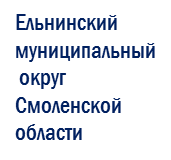 Ельнинский
муниципальный
округ
Смоленской
области